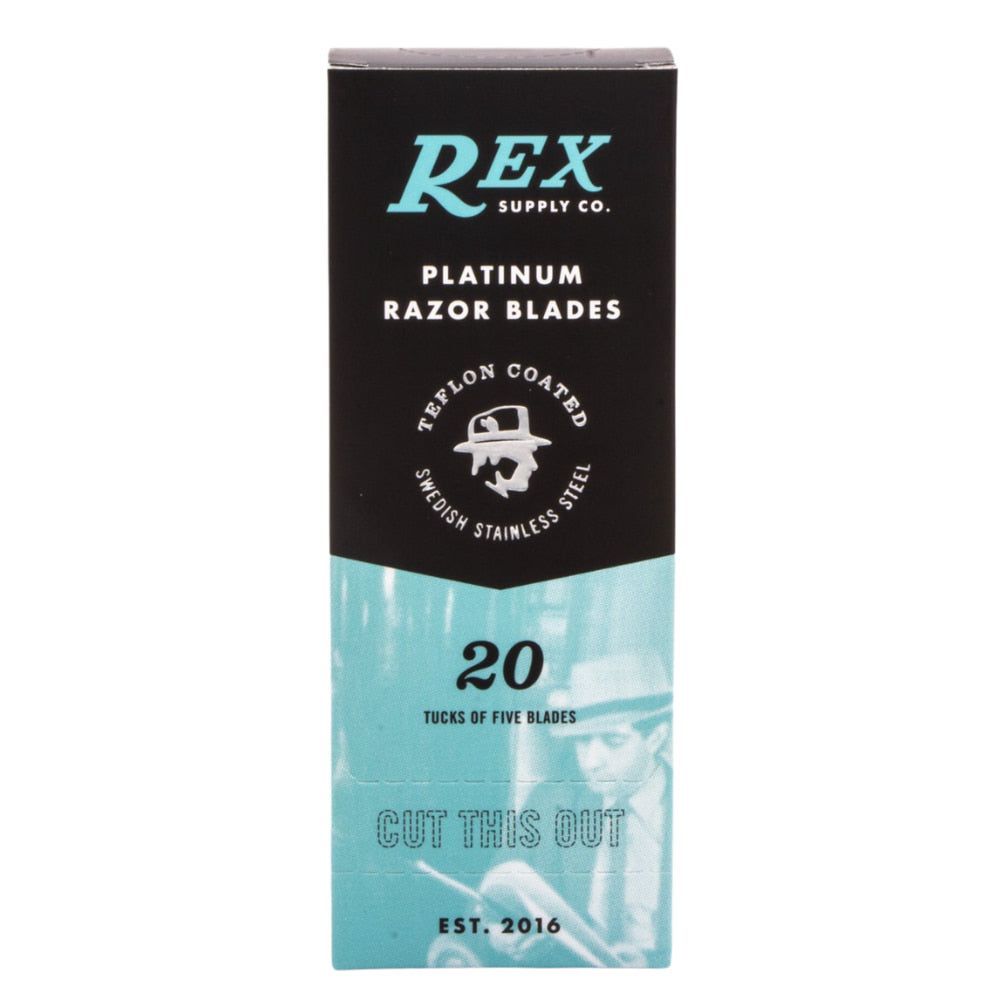 REX
SUPPLY CO.
PLATINUM
RAZOR BLADES
TEFLON COATED
SWEDISH STAINLESS STEEL
20
TUCKS OF FIVE BLADES
CUT THIS OUT
EST. 2016